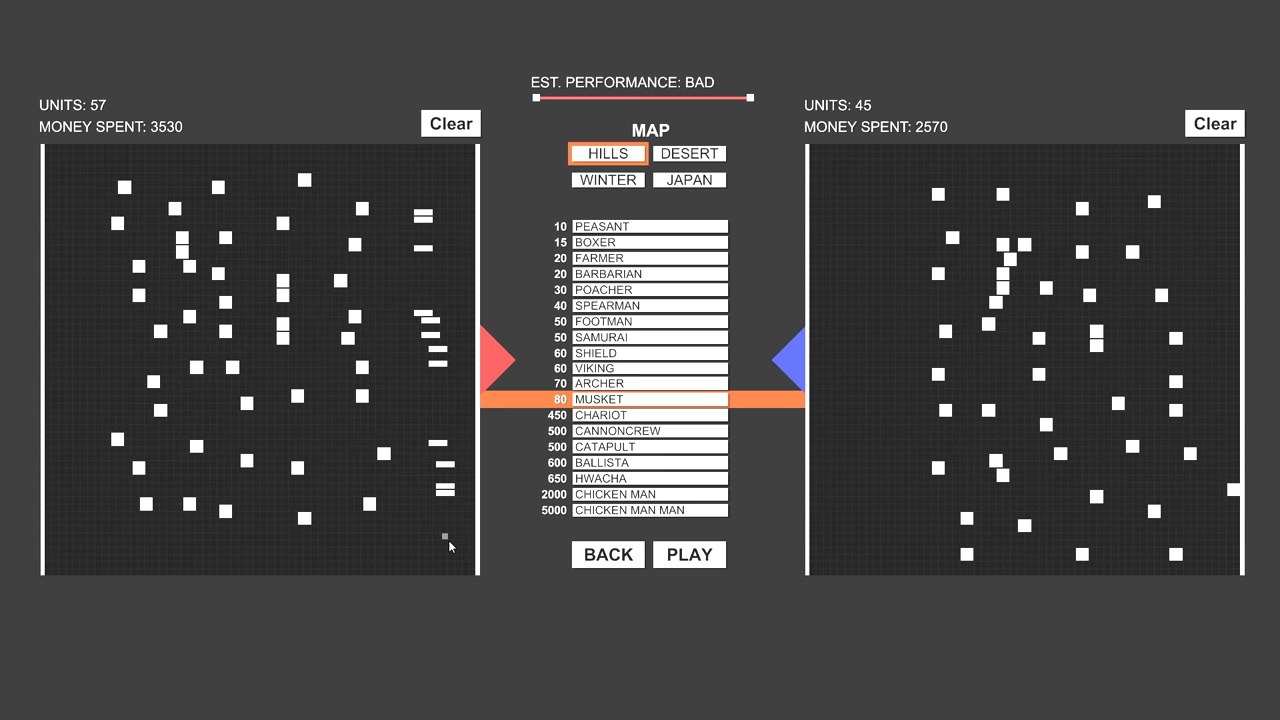 EST. PERFORMANCE: BAD
UNITS: 57
MONEY SPENT: 3530
Clear
UNITS: 45
MONEY SPENT: 2570
Clear
MAP
HILLS DESERT
WINTER JAPAN
10 PEASANT
15 BOXER
20 FARMER
20 BARBARIAN
30 POACHER
40 SPEARMAN
50 FOOTMAN
50 SAMURAI
60 SHIELD
60 VIKING
70 ARCHER
80 MUSKET
450 CHARIOT
500 CANNONCREW
500 CATAPULT
600 BALLISTA
650 HWACHA
2000 CHICKEN MAN
5000 CHICKEN MAN MAN
BACK PLAY